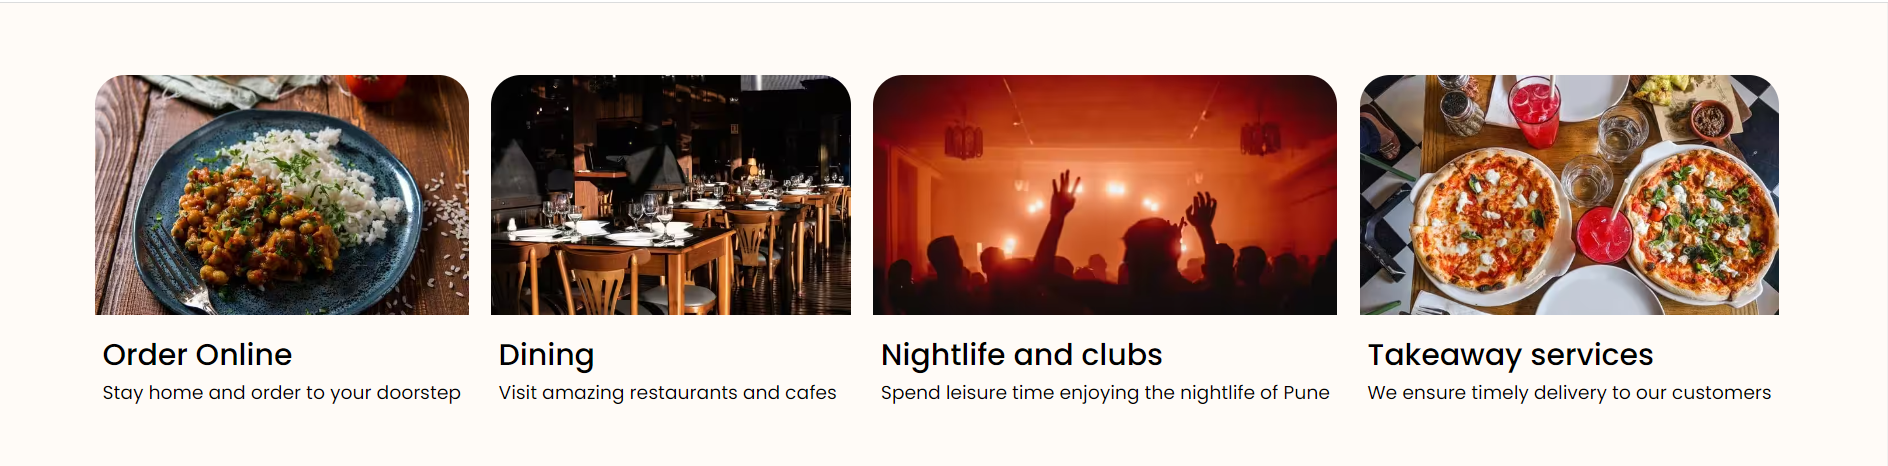 Order Online
Stay home and order to your doorstep
Dining
Visit amazing restaurants and cafes
Nightlife and clubs
Spend leisure time enjoying the nightlife of Pune
Takeaway services
We ensure timely delivery to our customers